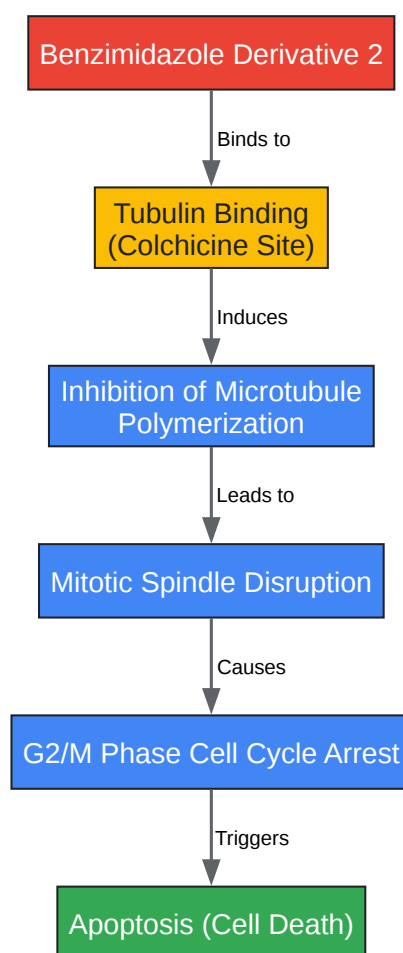 Benzimidazole Derivative 2
Binds to
Tubulin Binding
(Colchicine Site)
Induces
Inhibition of Microtubule
Polymerization
Leads to
Mitotic Spindle Disruption
Causes
G2/M Phase Cell Cycle Arrest
Triggers
Apoptosis (Cell Death)